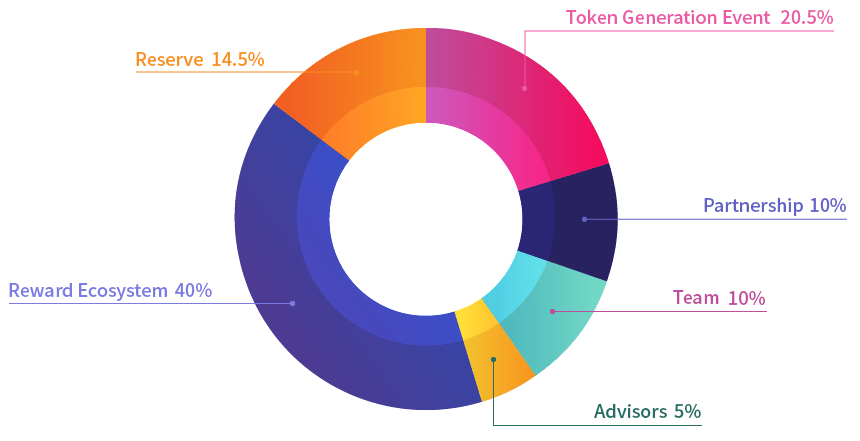 Token Generation Event 20.5%
Reserve 14.5%
Partnership 10%
Reward Ecosystem 40%
Team 10%
Advisors 5%